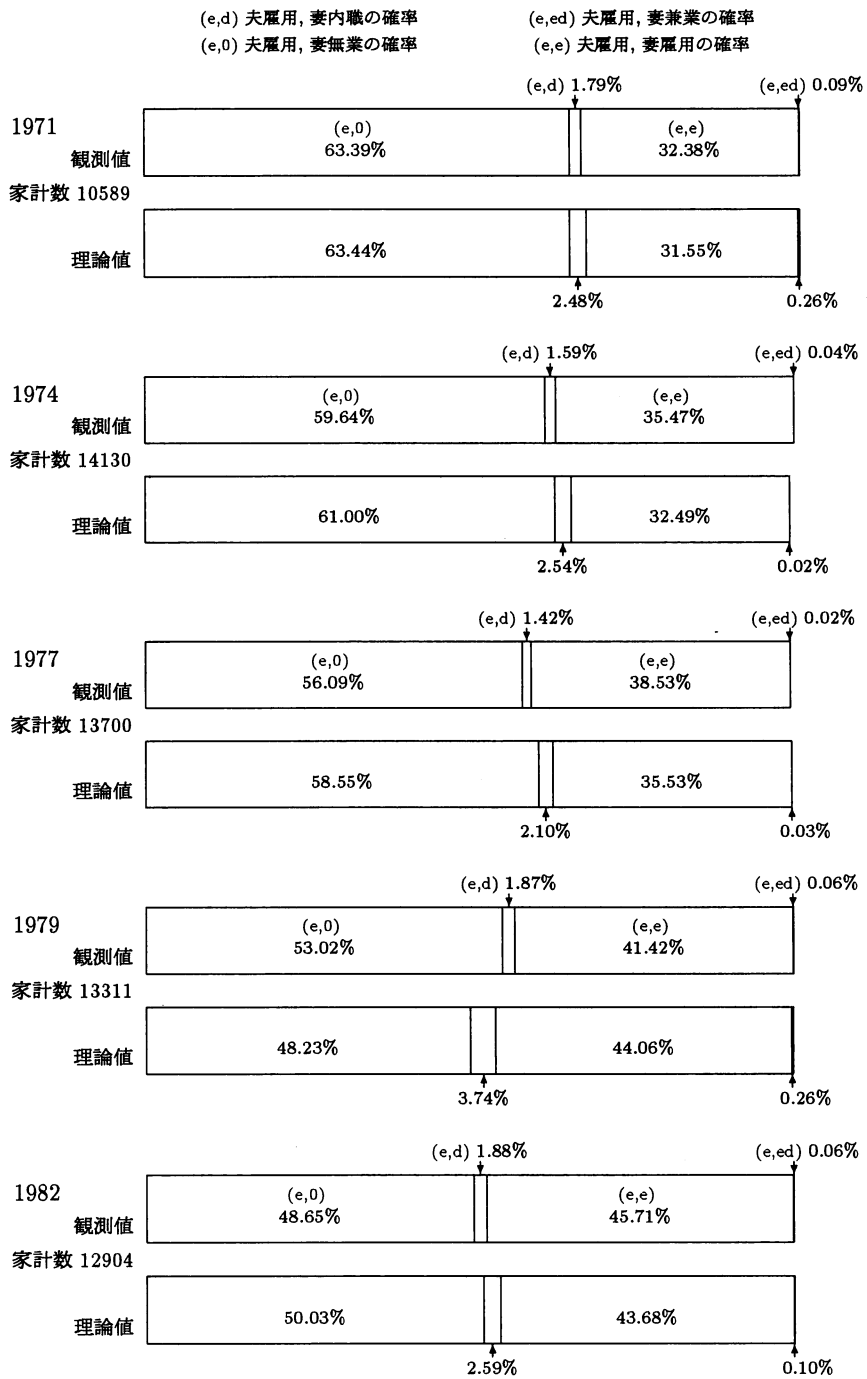 (e,d) 夫雇用, 妻内職の確率 (e,ed) 夫雇用, 妻兼業の確率
(e,0) 夫雇用, 妻無業の確率 (e,e) 夫雇用, 妻雇用の確率
(e,d) 1.79% (e,ed) 0.09%
1971
観測値
家計数 10589
(e,0) (e,e)
63.39% 32.38%
理論値 63.44% 31.55%
2.48% 0.26%
(e,d) 1.59% (e,ed) 0.04%
1974
観測値
家計数 14130
(e,0) (e,e)
59.64% 35.47%
理論値 61.00% 32.49%
2.54% 0.02%
(e,d) 1.42% (e,ed) 0.02%
1977
観測値
家計数 13700
(e,0) (e,e)
56.09% 38.53%
理論値 58.55% 35.53%
2.10% 0.03%
(e,d) 1.87% (e,ed) 0.06%
1979
観測値
家計数 13311
(e,0) (e,e)
53.02% 41.42%
理論値 48.23% 44.06%
3.74% 0.26%
(e,d) 1.88% (e,ed) 0.06%
1982
観測値
家計数 12904
(e,0) (e,e)
48.65% 45.71%
理論値 50.03% 43.68%
2.59% 0.10%